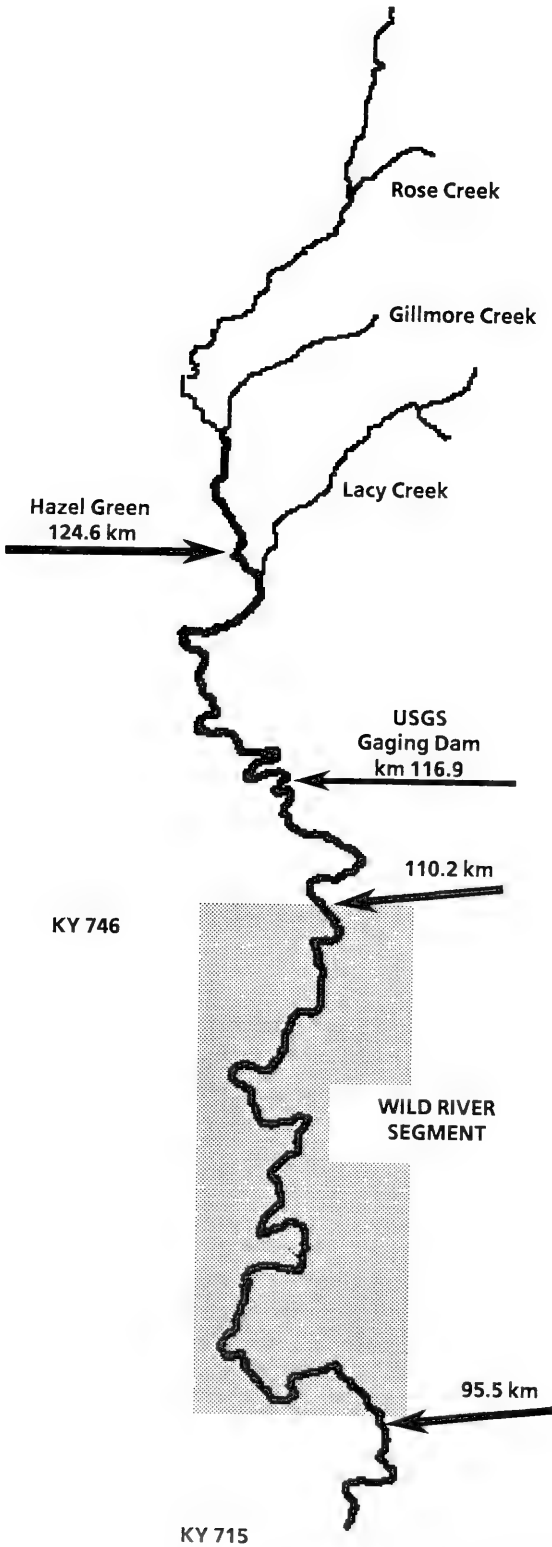 Rose Creek
Gillmore Creek
Lacy Creek
Hazel Green
124.6 km
USGS
Gaging Dam
km 116.9
110.2 km
KY 746
WILD RIVER
SEGMENT
95.5 km
KY 715